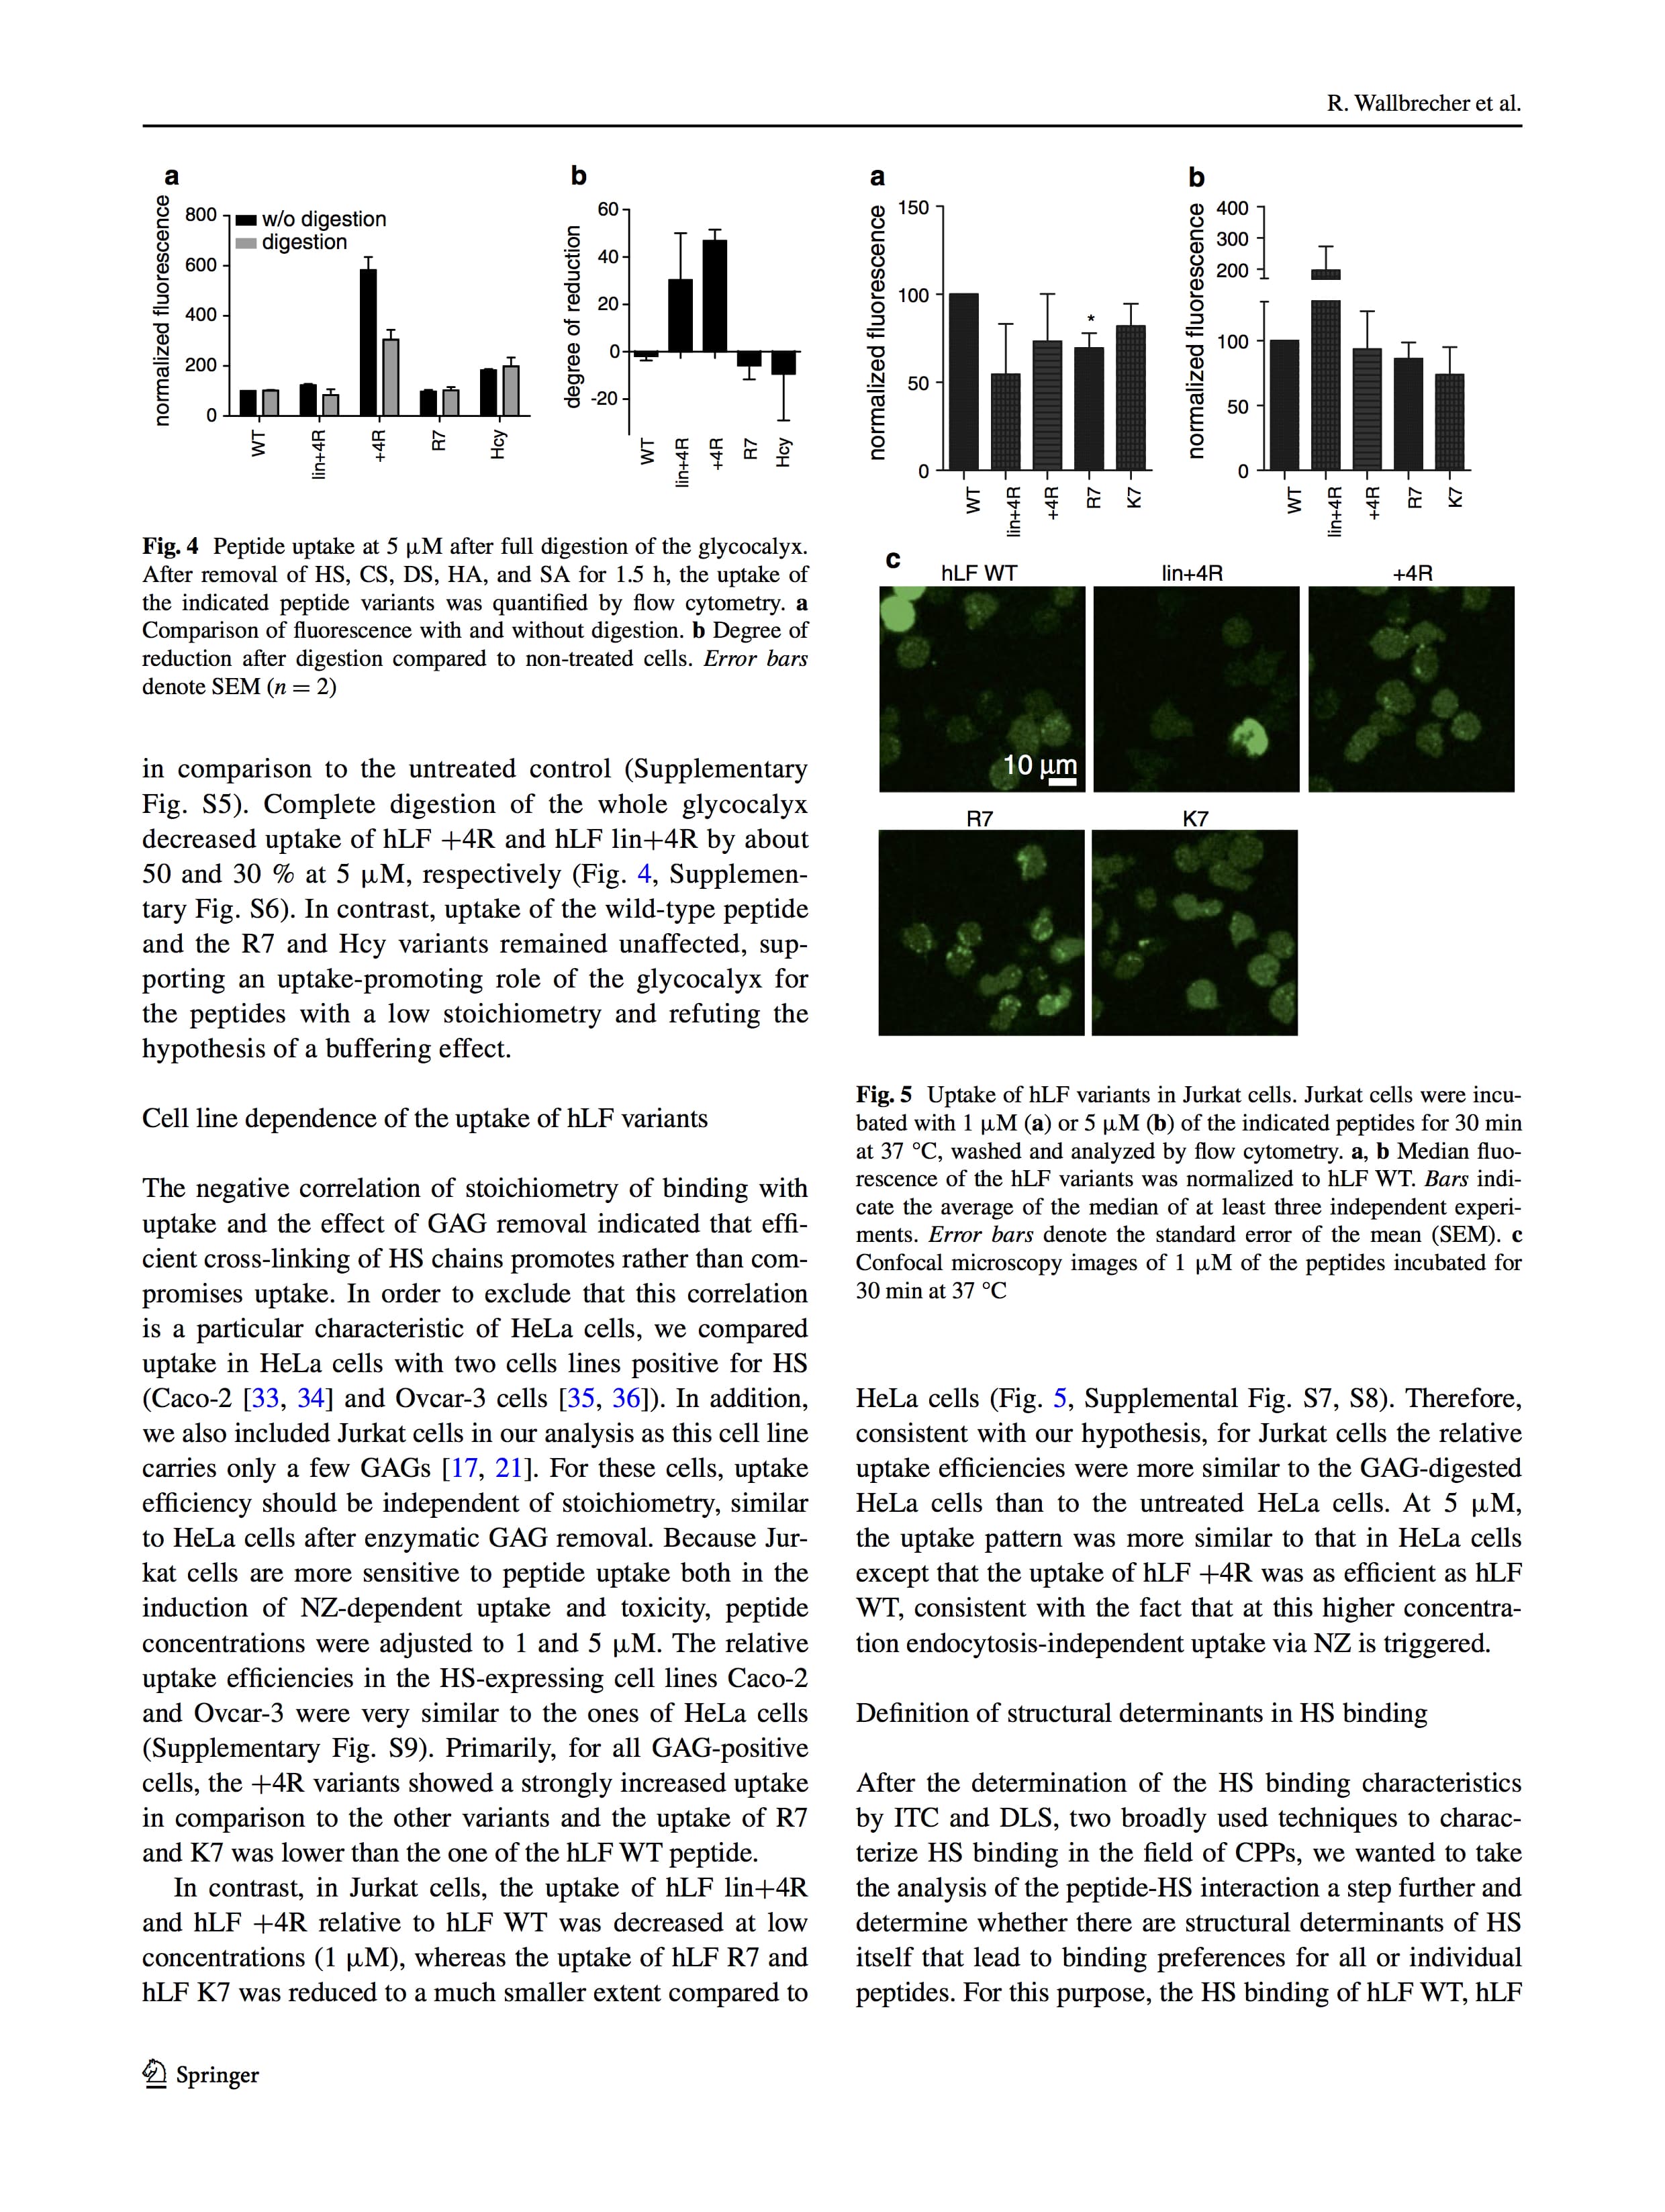 R. Wallbrecher et al.
a
normalized fluorescence
800
600
400
200
0
w/o digestion
digestion
WT
lin+4R
+4R
R7
Hcy
b
degree of reduction
60
40
20
0
-20
WT
lin+4R
+4R
R7
Hcy
Fig. 4 Peptide uptake at 5 µM after full digestion of the glycocalyx.
After removal of HS, CS, DS, HA, and SA for 1.5 h, the uptake of
the indicated peptide variants was quantified by flow cytometry. a
Comparison of fluorescence with and without digestion. b Degree of
reduction after digestion compared to non-treated cells. Error bars
denote SEM (n = 2)
in comparison to the untreated control (Supplementary
Fig. S5). Complete digestion of the whole glycocalyx
decreased uptake of hLF +4R and hLF lin+4R by about
50 and 30 % at 5 µM, respectively (Fig. 4, Supplemen-
tary Fig. S6). In contrast, uptake of the wild-type peptide
and the R7 and Hcy variants remained unaffected, sup-
porting an uptake-promoting role of the glycocalyx for
the peptides with a low stoichiometry and refuting the
hypothesis of a buffering effect.
Cell line dependence of the uptake of hLF variants
The negative correlation of stoichiometry of binding with
uptake and the effect of GAG removal indicated that effi-
cient cross-linking of HS chains promotes rather than com-
promises uptake. In order to exclude that this correlation
is a particular characteristic of HeLa cells, we compared
uptake in HeLa cells with two cells lines positive for HS
(Caco-2 [33, 34] and Ovcar-3 cells [35, 36]). In addition,
we also included Jurkat cells in our analysis as this cell line
carries only a few GAGs [17, 21]. For these cells, uptake
efficiency should be independent of stoichiometry, similar
to HeLa cells after enzymatic GAG removal. Because Jur-
kat cells are more sensitive to peptide uptake both in the
induction of NZ-dependent uptake and toxicity, peptide
concentrations were adjusted to 1 and 5 µM. The relative
uptake efficiencies in the HS-expressing cell lines Caco-2
and Ovcar-3 were very similar to the ones of HeLa cells
(Supplementary Fig. S9). Primarily, for all GAG-positive
cells, the +4R variants showed a strongly increased uptake
in comparison to the other variants and the uptake of R7
and K7 was lower than the one of the hLF WT peptide.
In contrast, in Jurkat cells, the uptake of hLF lin+4R
and hLF +4R relative to hLF WT was decreased at low
concentrations (1 µM), whereas the uptake of hLF R7 and
hLF K7 was reduced to a much smaller extent compared to
a
normalized fluorescence
150
100
50
0
*
WT
lin+4R
+4R
R7
K7
b
normalized fluorescence
400
300
200
100
50
0
WT
lin+4R
+4R
R7
K7
c
hLF WT
lin+4R
+4R
10 µm
R7
K7
Fig. 5 Uptake of hLF variants in Jurkat cells. Jurkat cells were incu-
bated with 1 µM (a) or 5 µM (b) of the indicated peptides for 30 min
at 37 °C, washed and analyzed by flow cytometry. a, b Median fluo-
rescence of the hLF variants was normalized to hLF WT. Bars indi-
cate the average of the median of at least three independent experi-
ments. Error bars denote the standard error of the mean (SEM). c
Confocal microscopy images of 1 µM of the peptides incubated for
30 min at 37 °C
HeLa cells (Fig. 5, Supplemental Fig. S7, S8). Therefore,
consistent with our hypothesis, for Jurkat cells the relative
uptake efficiencies were more similar to the GAG-digested
HeLa cells than to the untreated HeLa cells. At 5 µM,
the uptake pattern was more similar to that in HeLa cells
except that the uptake of hLF +4R was as efficient as hLF
WT, consistent with the fact that at this higher concentra-
tion endocytosis-independent uptake via NZ is triggered.
Definition of structural determinants in HS binding
After the determination of the HS binding characteristics
by ITC and DLS, two broadly used techniques to charac-
terize HS binding in the field of CPPs, we wanted to take
the analysis of the peptide-HS interaction a step further and
determine whether there are structural determinants of HS
itself that lead to binding preferences for all or individual
peptides. For this purpose, the HS binding of hLF WT, hLF
Springer